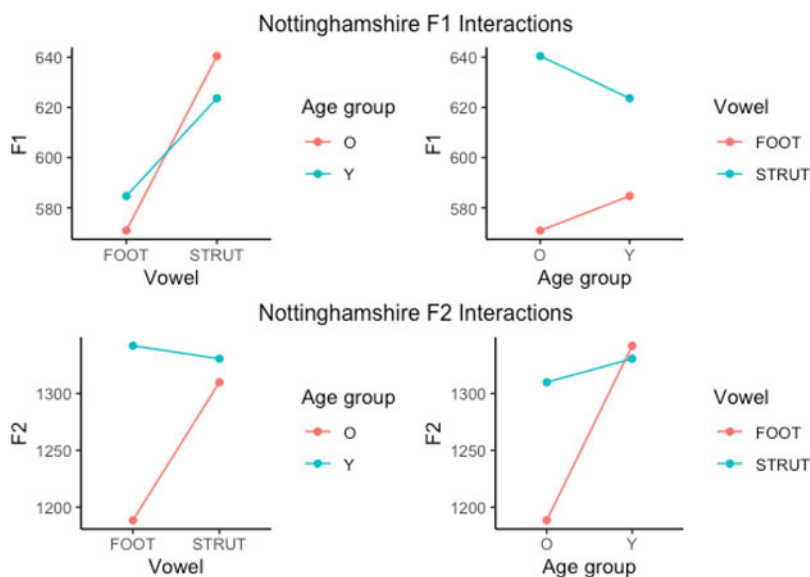 Nottinghamshire F1 Interactions
640
620
600
580
F1
FOOT STRUT
Vowel
Age group
O
Y
640
620
600
580
F1
O Y
Age group
Vowel
FOOT
STRUT
Nottinghamshire F2 Interactions
1300
1250
1200
F2
FOOT STRUT
Vowel
Age group
O
Y
1300
1250
1200
F2
O Y
Age group
Vowel
FOOT
STRUT